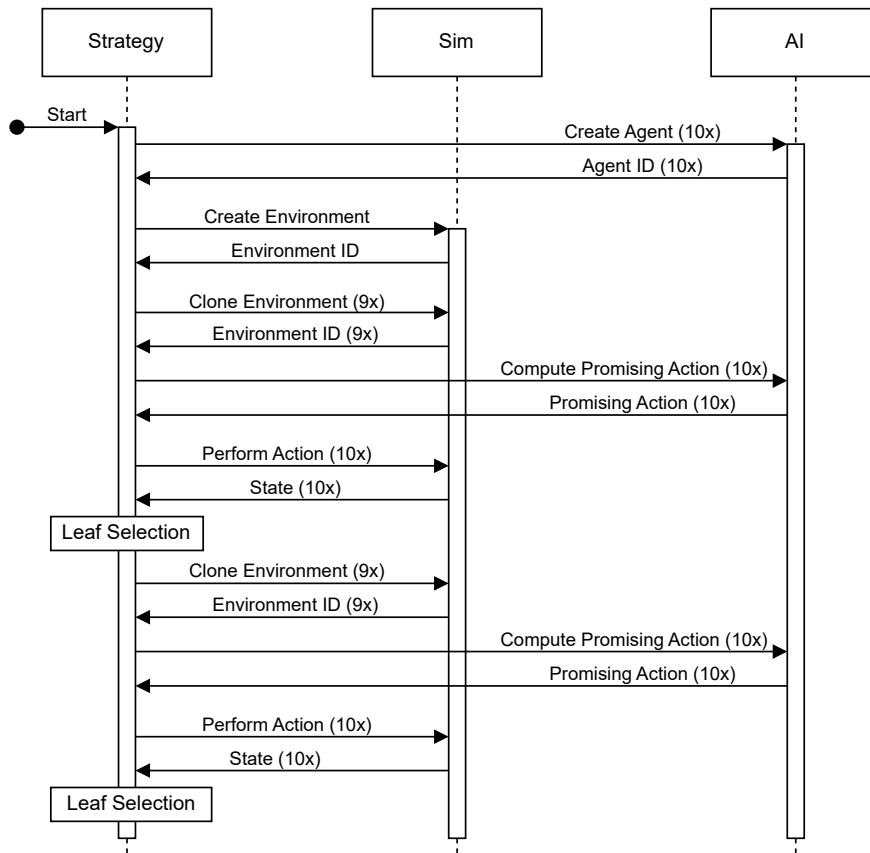 Strategy
Sim
AI
Start
Create Agent (10x)
Agent ID (10x)
Create Environment
Environment ID
Clone Environment (9x)
Environment ID (9x)
Compute Promising Action (10x)
Promising Action (10x)
Perform Action (10x)
State (10x)
Leaf Selection
Clone Environment (9x)
Environment ID (9x)
Compute Promising Action (10x)
Promising Action (10x)
Perform Action (10x)
State (10x)
Leaf Selection